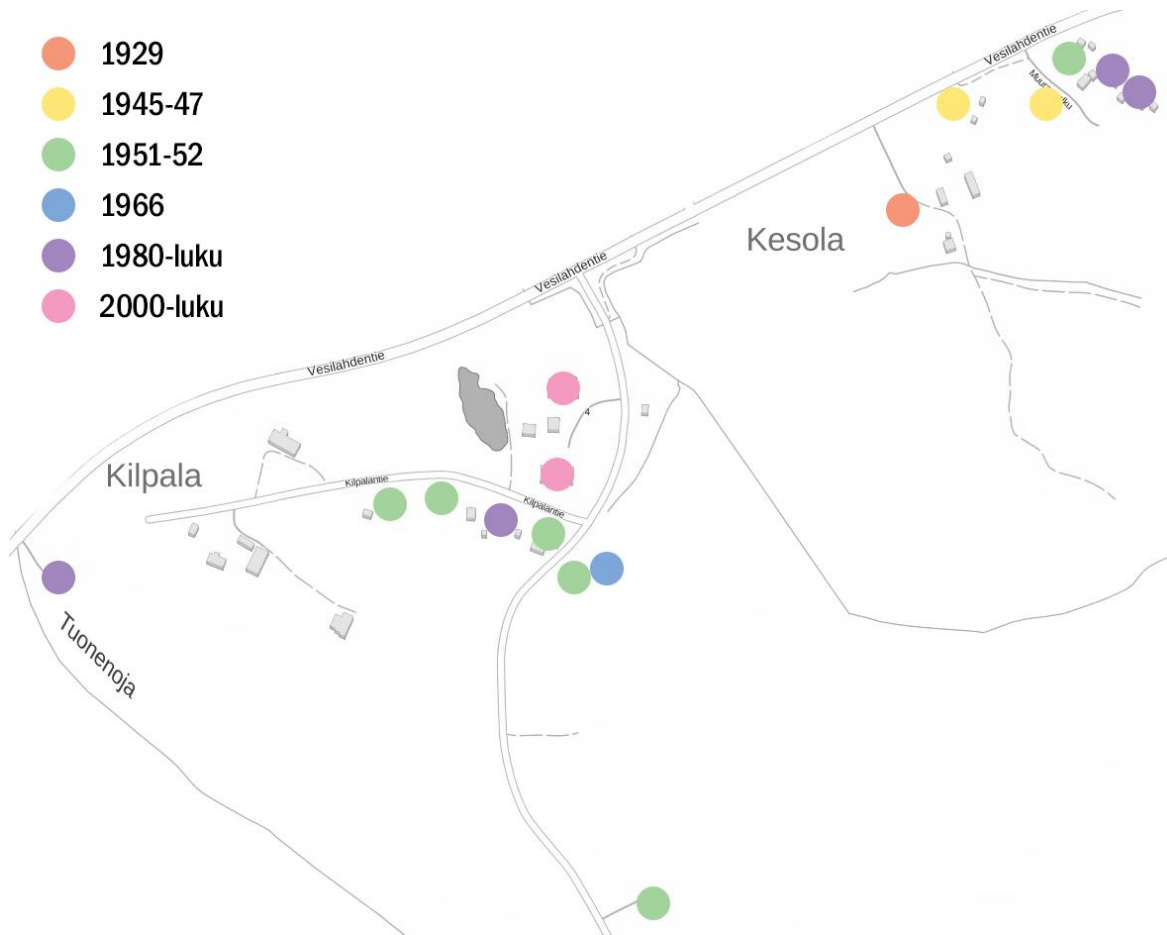 1929
1945-47
1951-52
1966
1980-luku
2000-luku
Vesilahdentie
Kesola
Vesilahdentie
Vesilahdentie
4
Kilpala
Kilpalantie
Kilpalantie
Tuonenoja